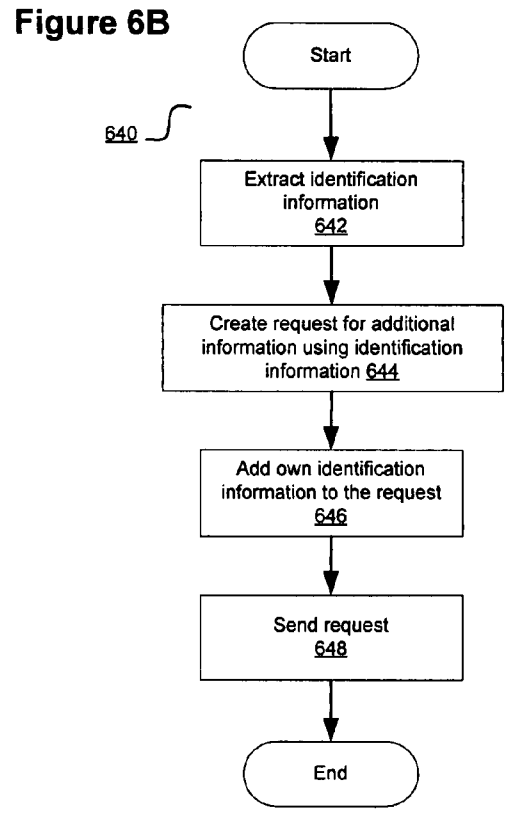 Figure 6B
Start
640
Extract identification
information
642
Create request for additional
information using identification
information 644
Add own identification
information to the request
646
Send request
648
End